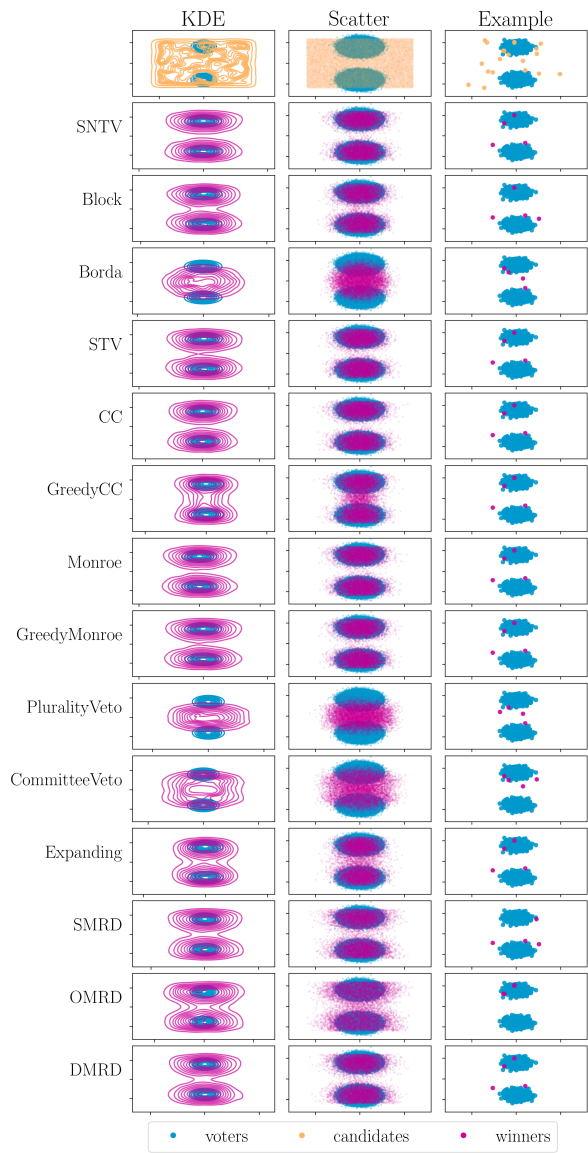 KDE Scatter Example
SNTV
Block
Borda
STV
CC
GreedyCC
Monroe
GreedyMonroe
PluralityVeto
CommitteeVeto
Expanding
SMRD
OMRD
DMRD
voters candidates winners